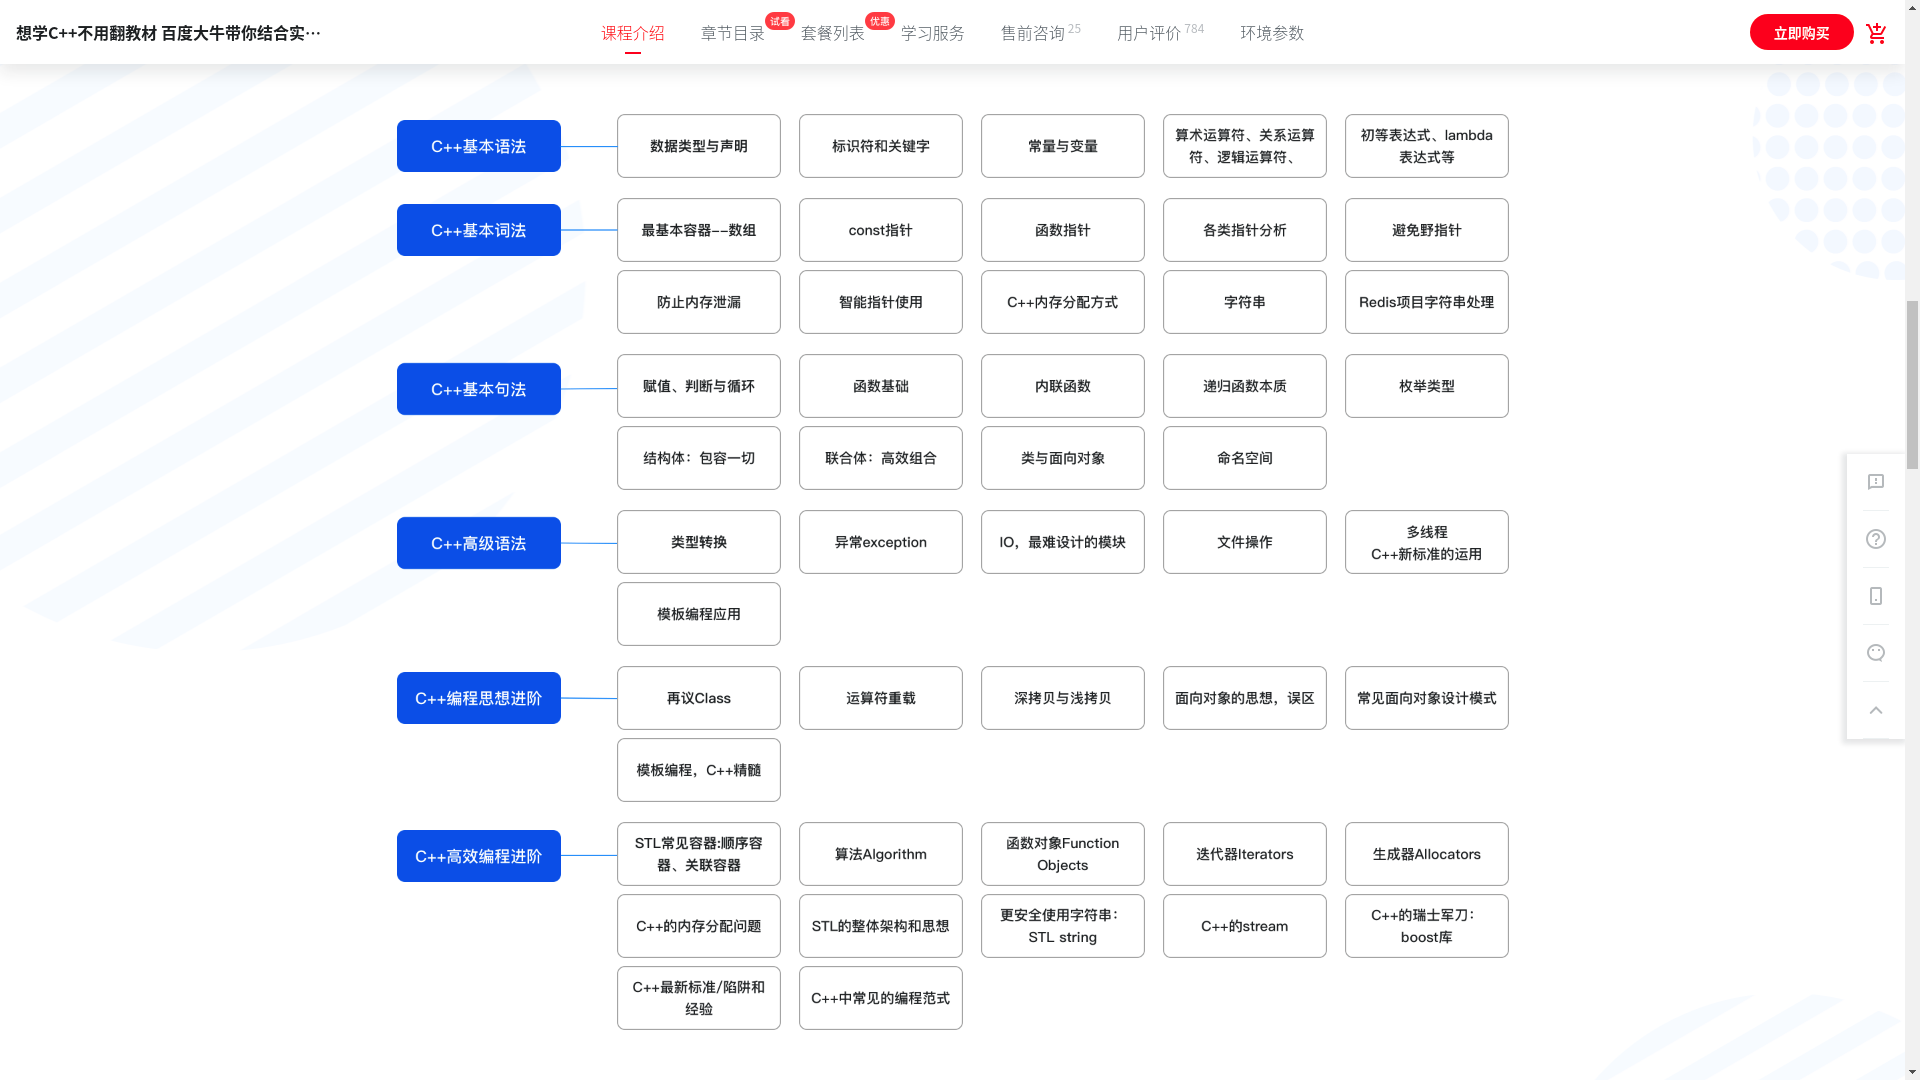 想学C++不用翻教材 百度大牛带你结合实…
课程介绍
章节目录
试看
套餐列表
优惠
学习服务
售前咨询 25
用户评价 784
环境参数
立即购买
C++基本语法
数据类型与声明
标识符和关键字
常量与变量
算术运算符、关系运算
符、逻辑运算符、
初等表达式、lambda
表达式等
C++基本词法
最基本容器--数组
const指针
函数指针
各类指针分析
避免野指针
防止内存泄漏
智能指针使用
C++内存分配方式
字符串
Redis项目字符串处理
C++基本句法
赋值、判断与循环
函数基础
内联函数
递归函数本质
枚举类型
结构体：包容一切
联合体：高效组合
类与面向对象
命名空间
C++高级语法
类型转换
异常exception
IO，最难设计的模块
文件操作
多线程
C++新标准的运用
模板编程应用
C++编程思想进阶
再议Class
运算符重载
深拷贝与浅拷贝
面向对象的思想，误区
常见面向对象设计模式
模板编程，C++精髓
C++高效编程进阶
STL常见容器:顺序容
器、关联容器
算法Algorithm
函数对象Function
Objects
迭代器Iterators
生成器Allocators
C++的内存分配问题
STL的整体架构和思想
更安全使用字符串：
STL string
C++的stream
C++的瑞士军刀：
boost库
C++最新标准/陷阱和
经验
C++中常见的编程范式